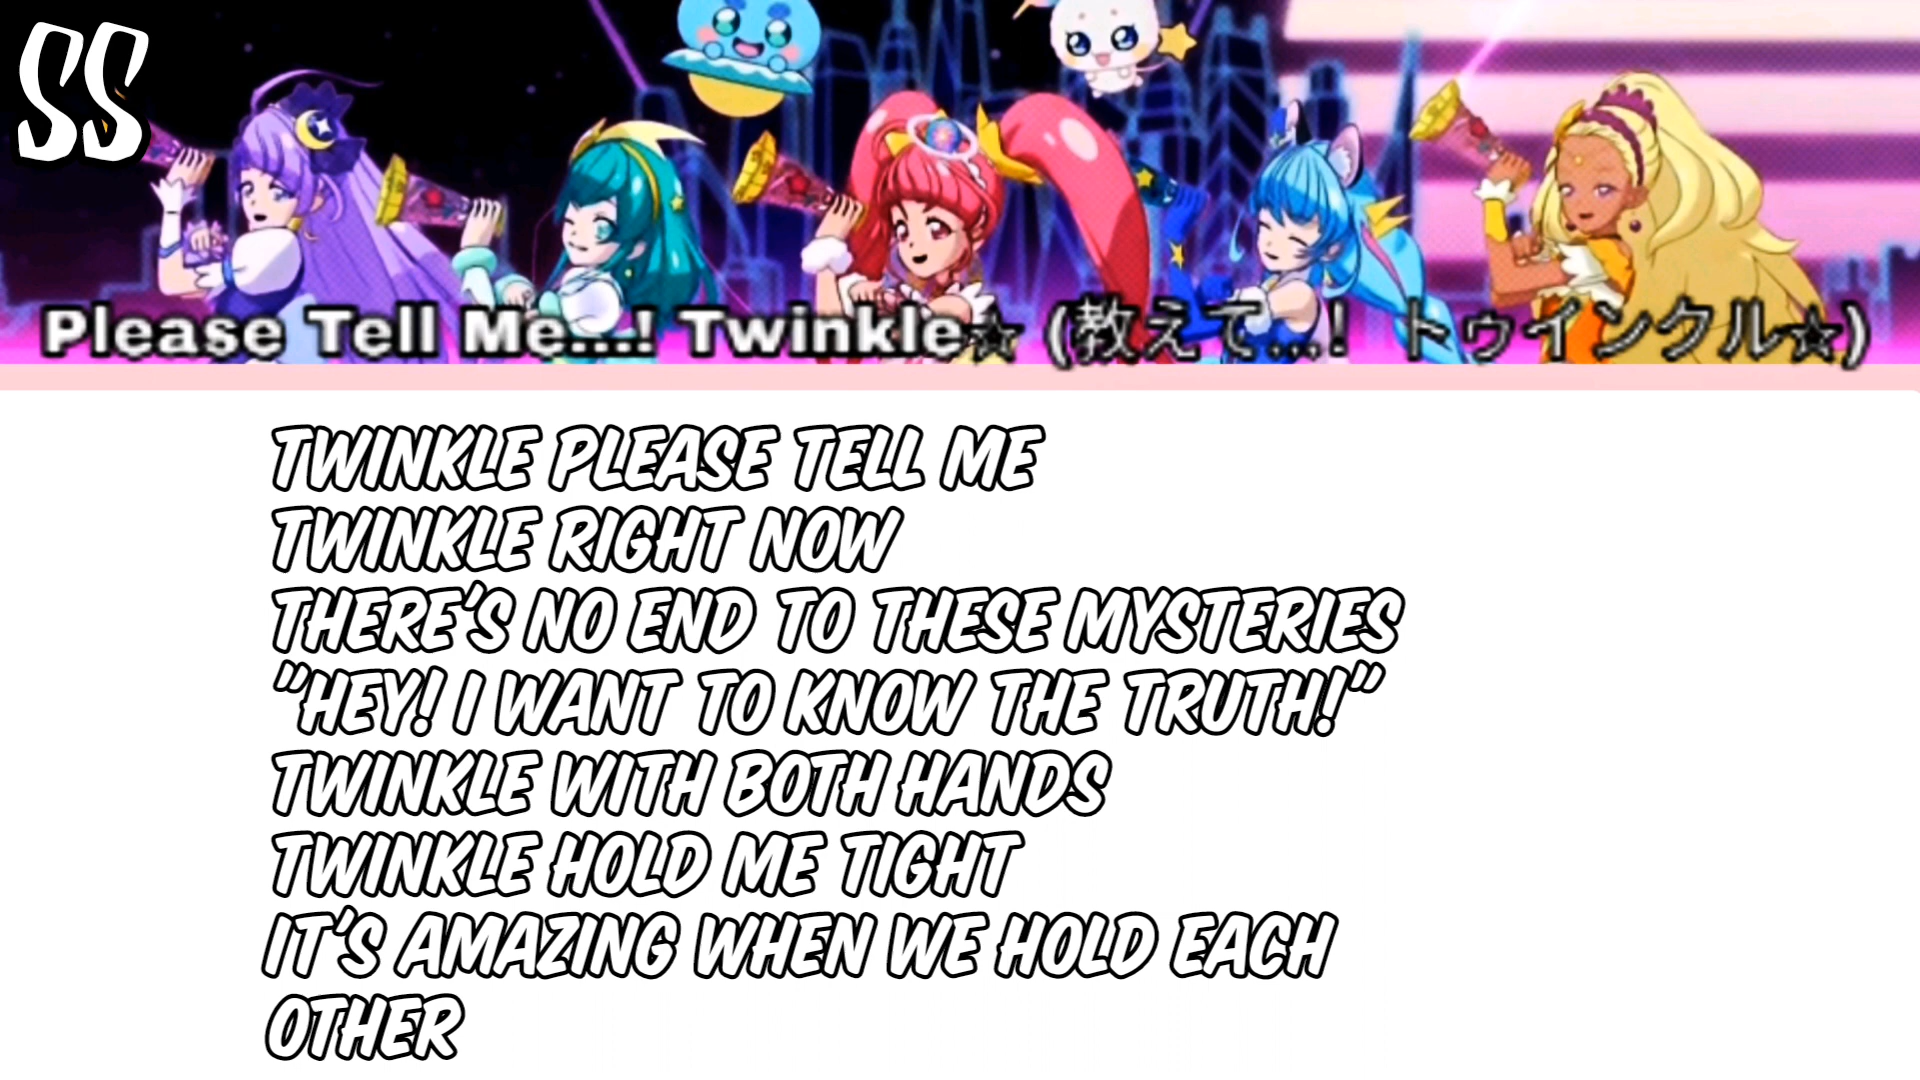 SS
Please Tell Me...! Twinkle☆ (教えて...! トゥインクル☆)
TWINKLE PLEASE TELL ME
TWINKLE RIGHT NOW
THERE'S NO END TO THESE MYSTERIES
"HEY! I WANT TO KNOW THE TRUTH!"
TWINKLE WITH BOTH HANDS
TWINKLE HOLD ME TIGHT
IT'S AMAZING WHEN WE HOLD EACH
OTHER